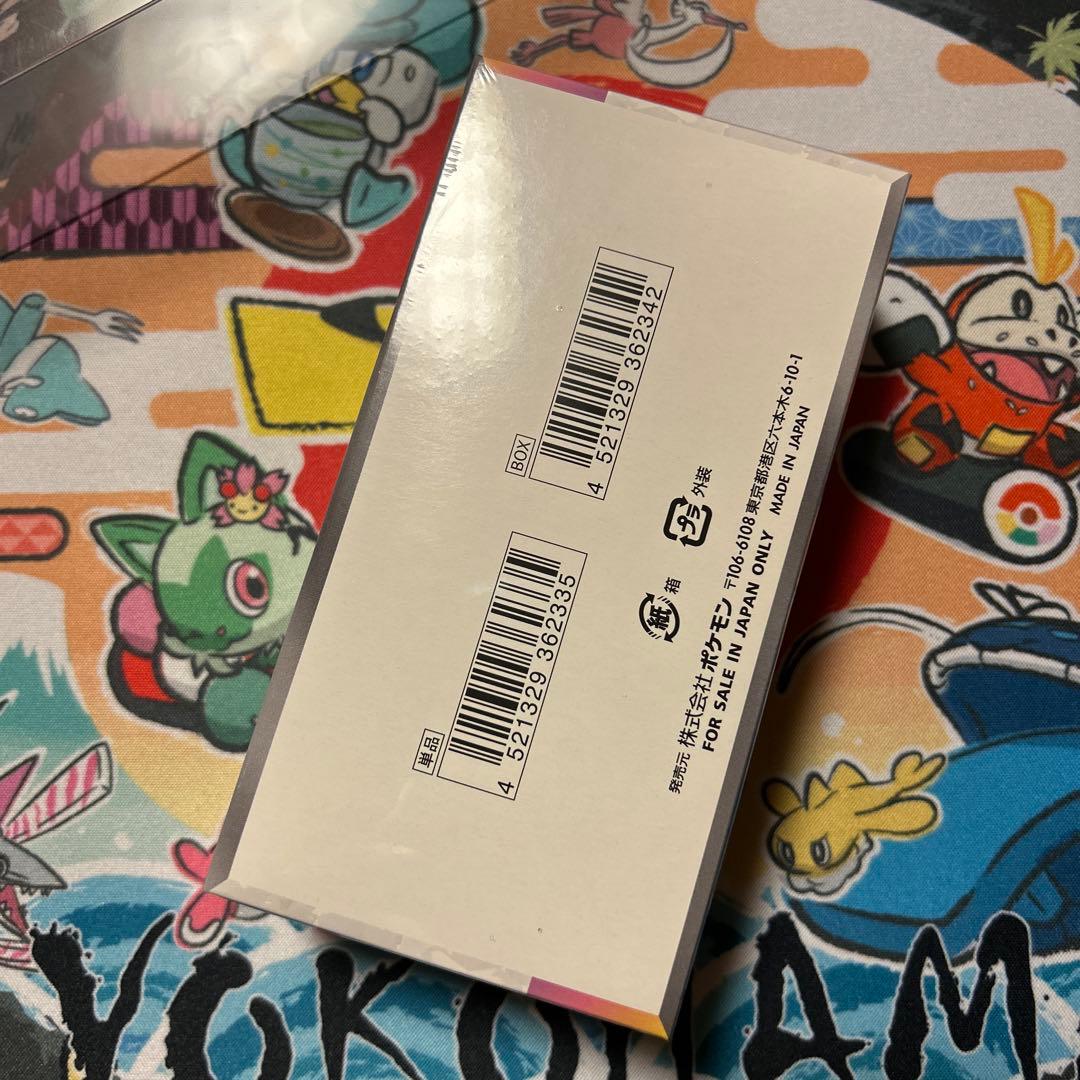 BOX
4 521329 362342
単品
4 521329 362335
プラ 外装
紙 箱
発売元 株式会社 ポケモン 〒106-6108 東京都港区六本木6-10-1
FOR SALE IN JAPAN ONLY MADE IN JAPAN
YOKOHAM